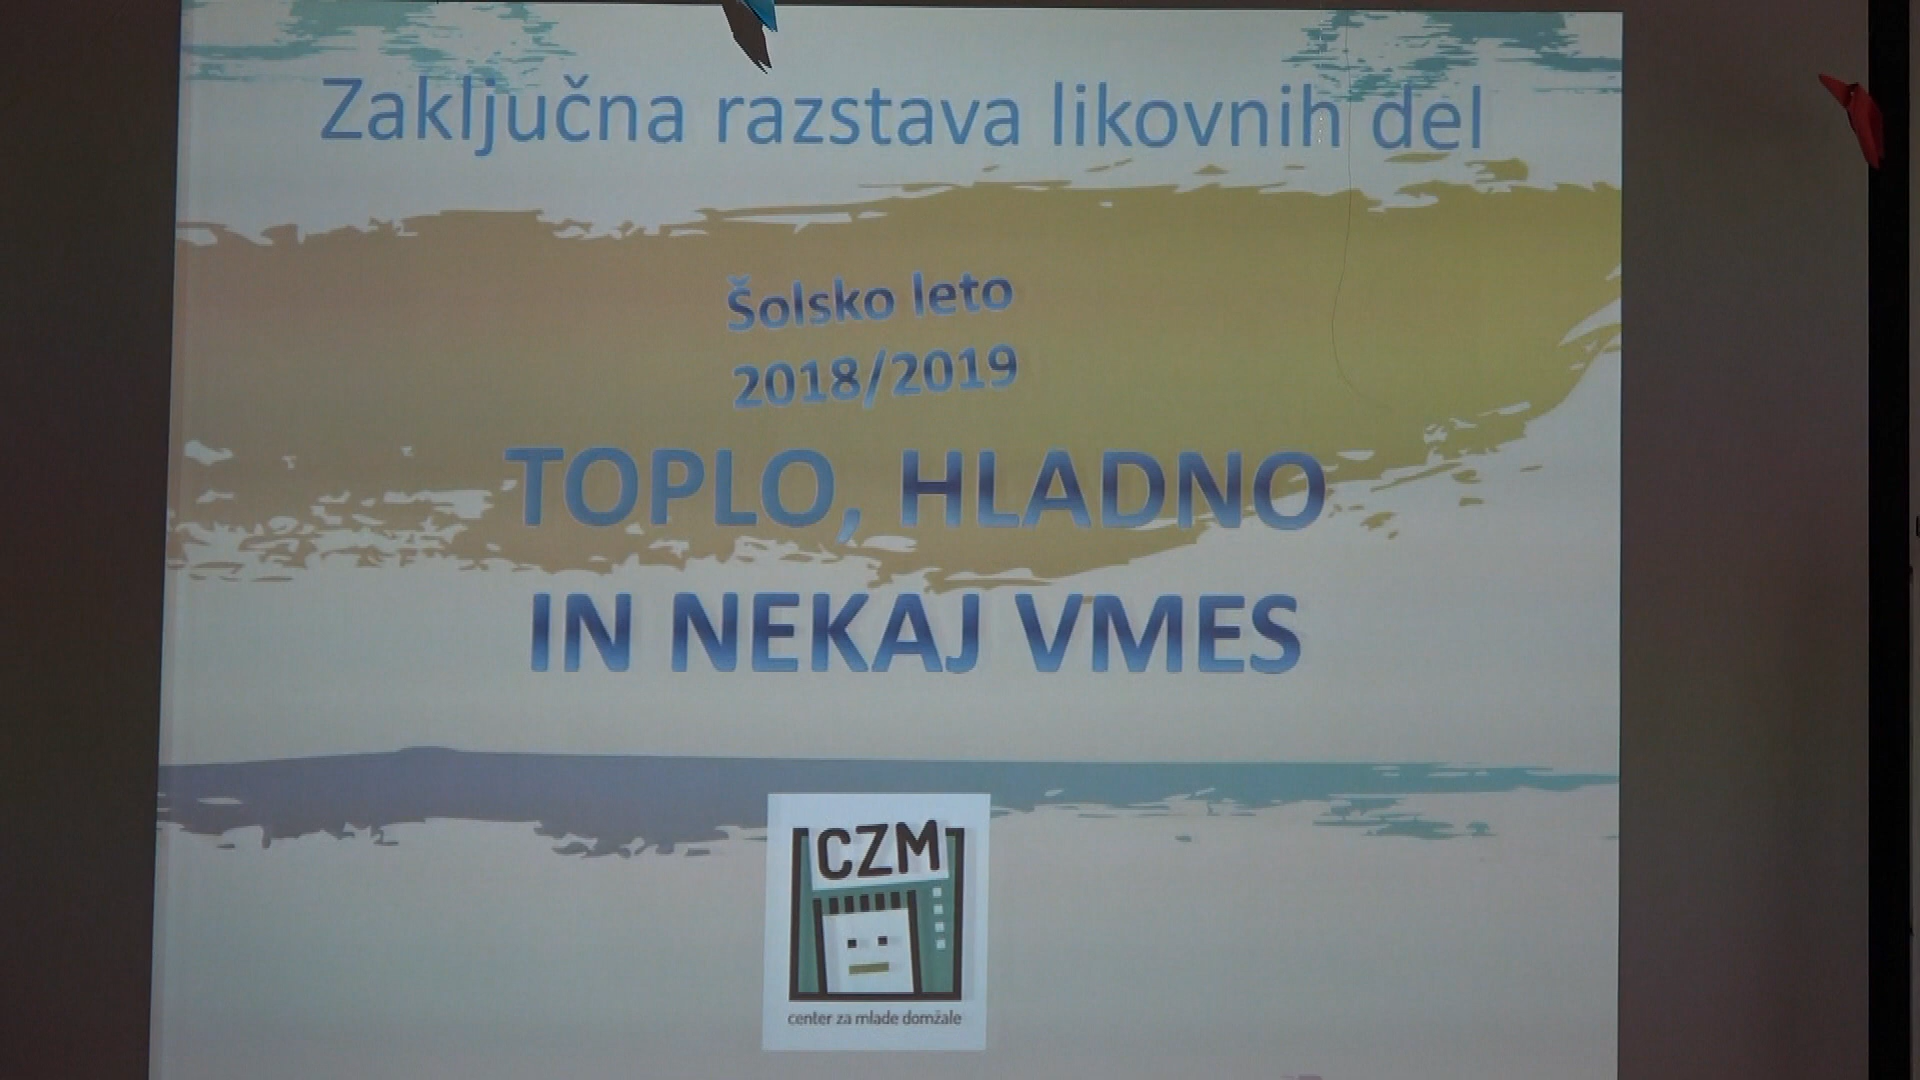 Zaključna razstava likovnih del
Šolsko leto
2018/2019
TOPLO, HLADNO
IN NEKAJ VMES
CZM
center za mlade domžale